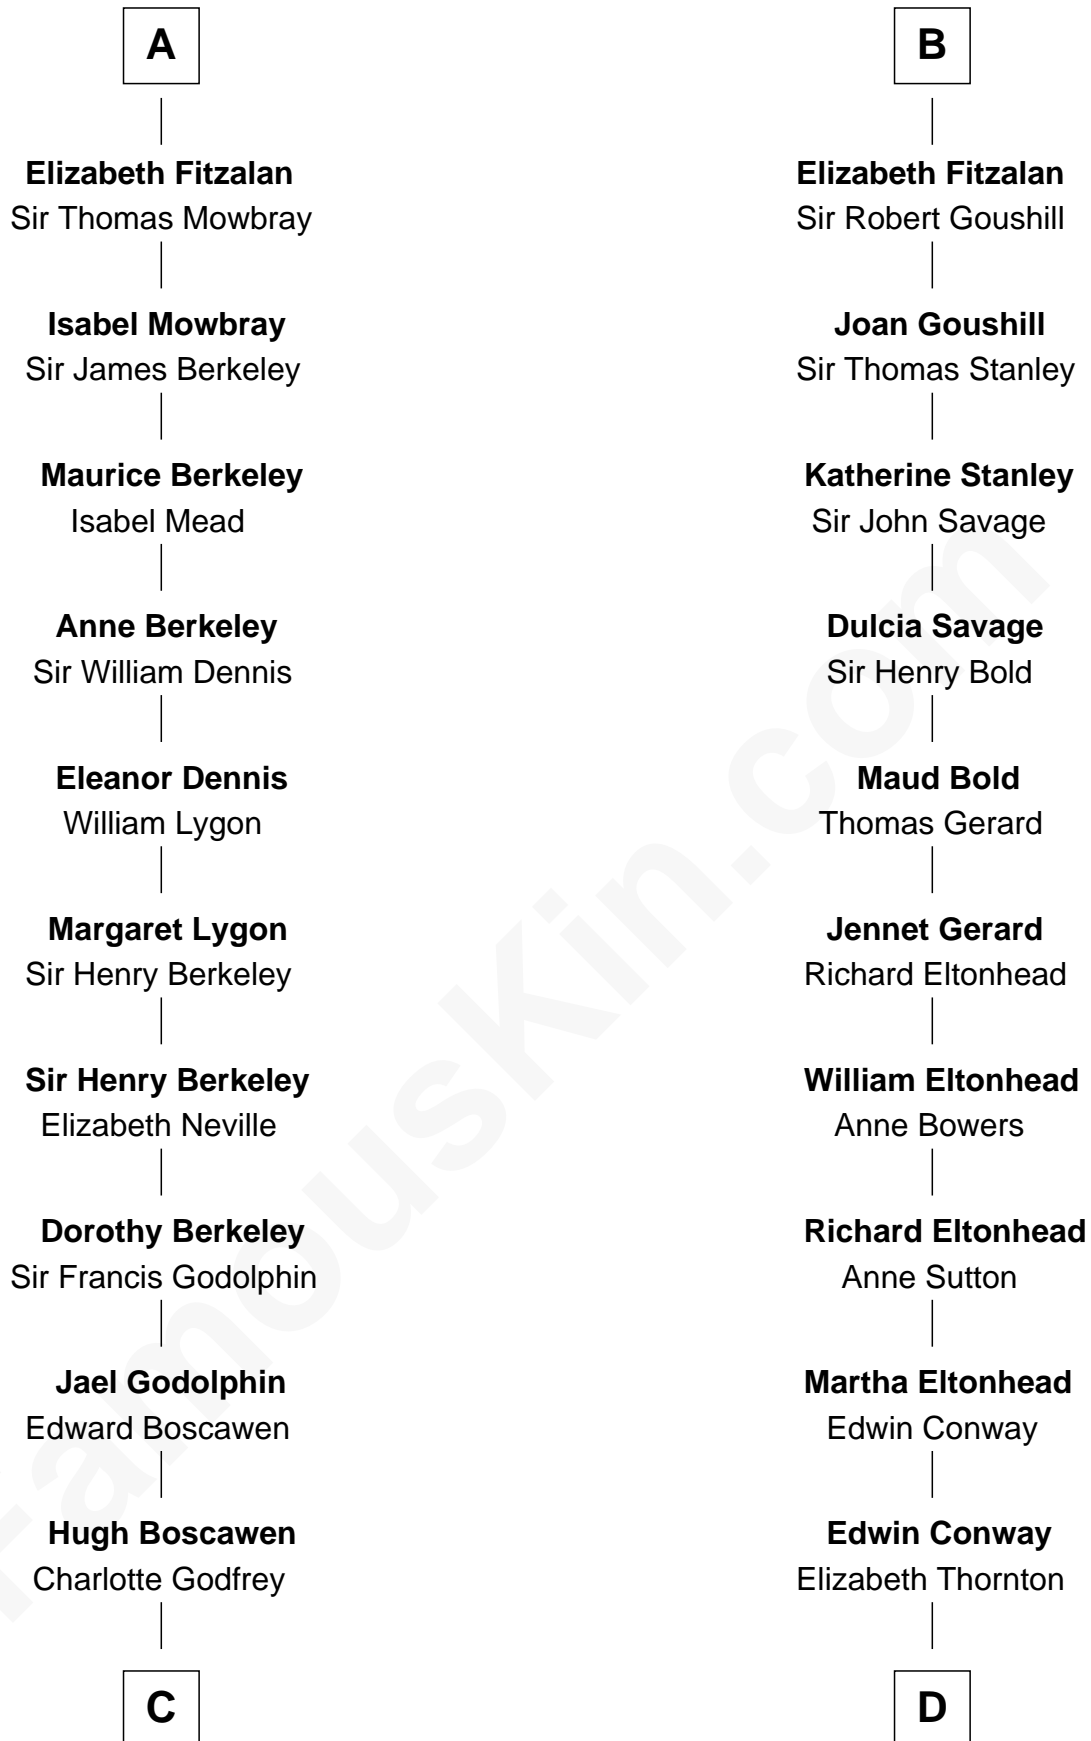 A
Elizabeth Fitzalan
Sir Thomas Mowbray
Isabel Mowbray
Sir James Berkeley
Maurice Berkeley
Isabel Mead
Anne Berkeley
Sir William Dennis
Eleanor Dennis
William Lygon
Margaret Lygon
Sir Henry Berkeley
Sir Henry Berkeley
Elizabeth Neville
Dorothy Berkeley
Sir Francis Godolphin
Jael Godolphin
Edward Boscawen
Hugh Boscawen
Charlotte Godfrey
C
B
Elizabeth Fitzalan
Sir Robert Goushill
Joan Goushill
Sir Thomas Stanley
Katherine Stanley
Sir John Savage
Dulcia Savage
Sir Henry Bold
Maud Bold
Thomas Gerard
Jennet Gerard
Richard Eltonhead
William Eltonhead
Anne Bowers
Richard Eltonhead
Anne Sutton
Martha Eltonhead
Edwin Conway
Edwin Conway
Elizabeth Thornton
D
FamousKin.com